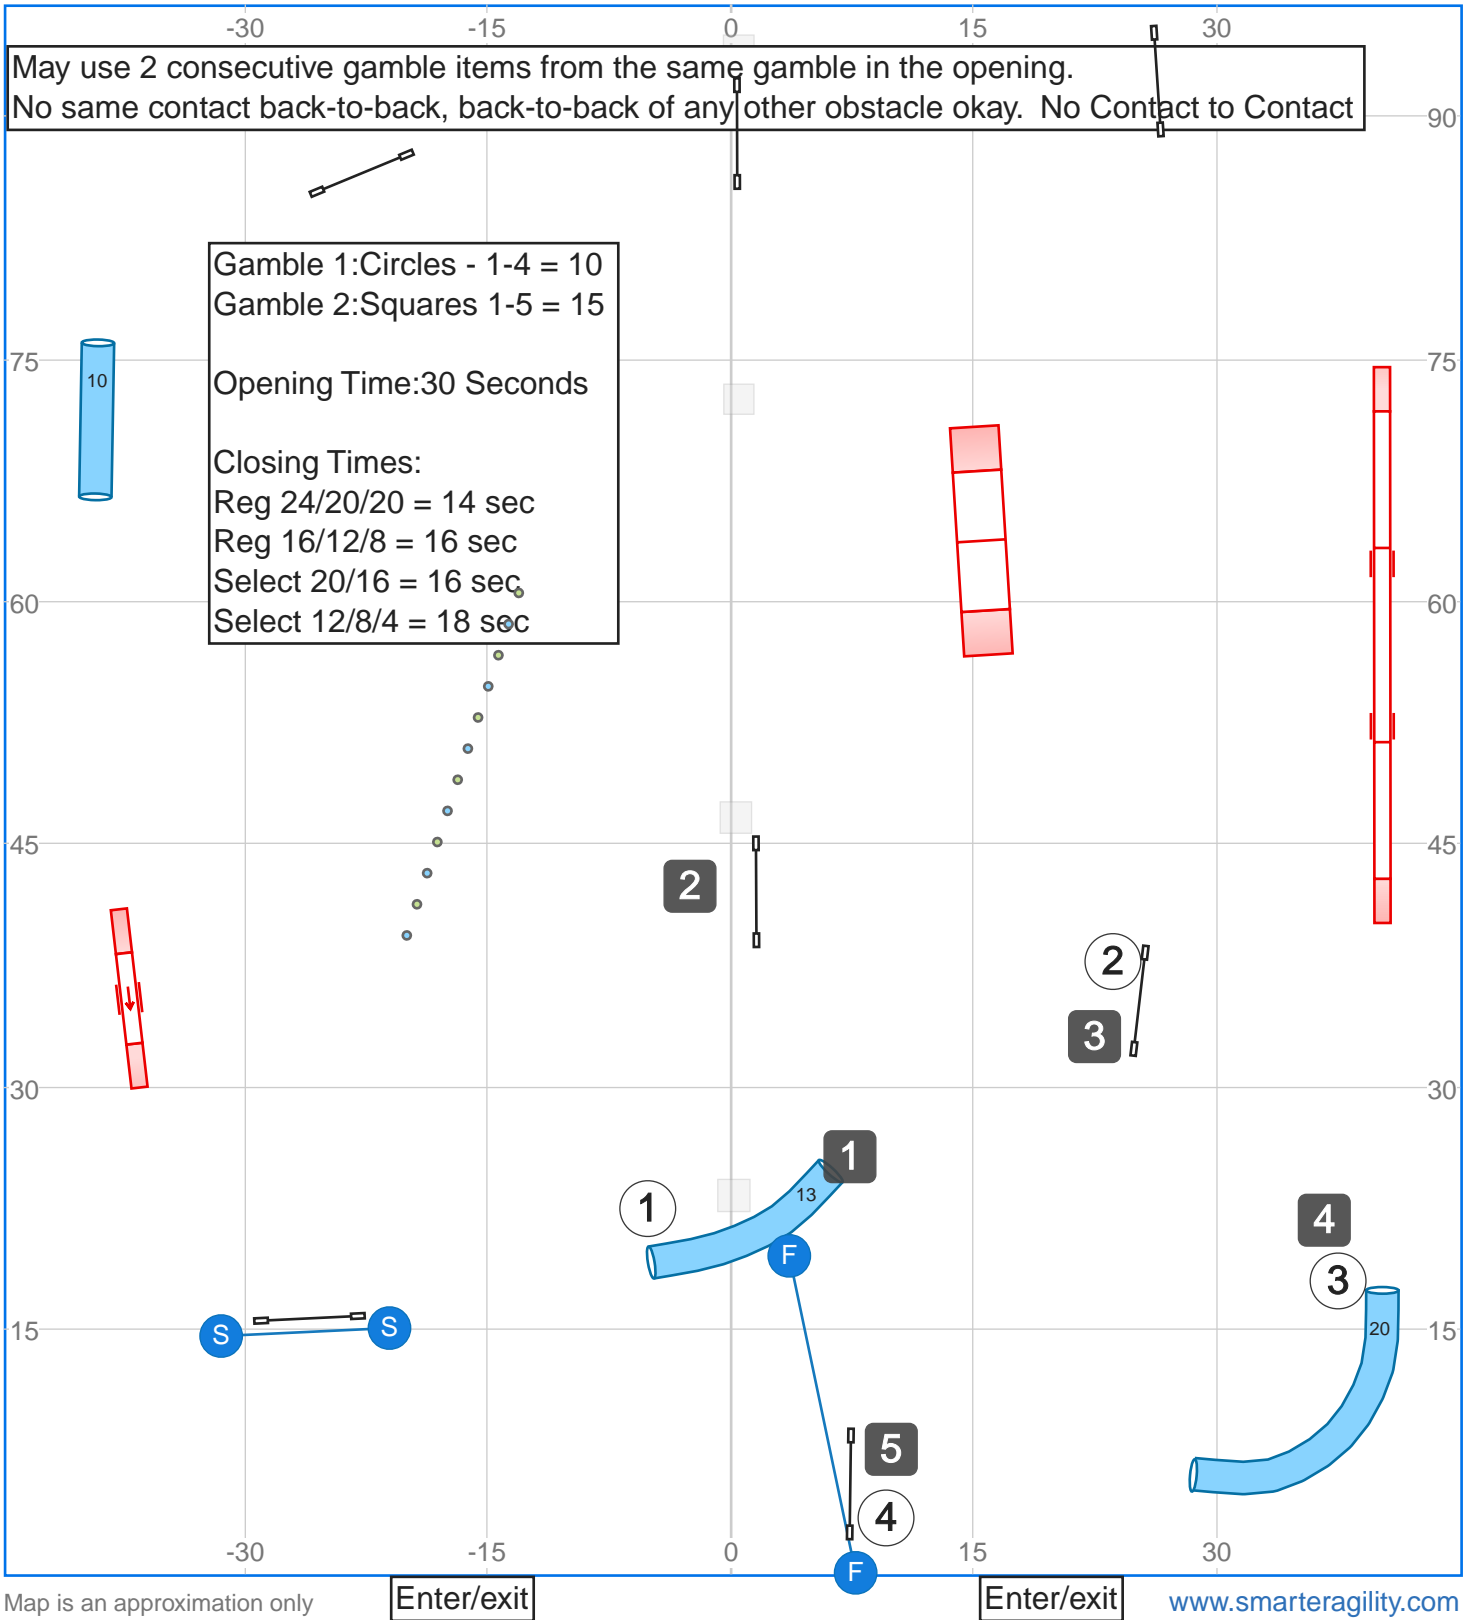 -30 -15 0 15 30
May use 2 consecutive gamble items from the same gamble in the opening.
No same contact back-to-back, back-to-back of any other obstacle okay.  No Contact to Contact
90
Gamble 1:Circles - 1-4 = 10
Gamble 2:Squares 1-5 = 15
75 75
10
Opening Time:30 Seconds
Closing Times:
Reg 24/20/20 = 14 sec
Reg 16/12/8 = 16 sec
Select 20/16 = 16 sec
60 60
Select 12/8/4 = 18 sec
45 45
2
2
3
30 30
1
13
1
4
F
3
S S
15 20 15
5
4
-30 -15 0 15 30
F
Map is an approximation only
Enter/exit
Enter/exit
www.smarteragility.com